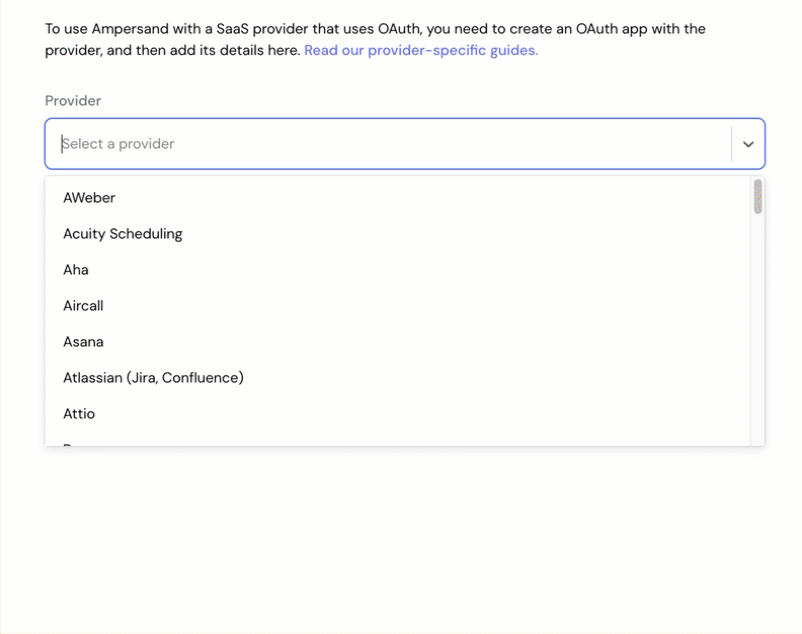 To use Ampersand with a SaaS provider that uses OAuth, you need to create an OAuth app with the
provider, and then add its details here. Read our provider-specific guides.
Provider
Select a provider
AWeber
Acuity Scheduling
Aha
Aircall
Asana
Atlassian (Jira, Confluence)
Attio